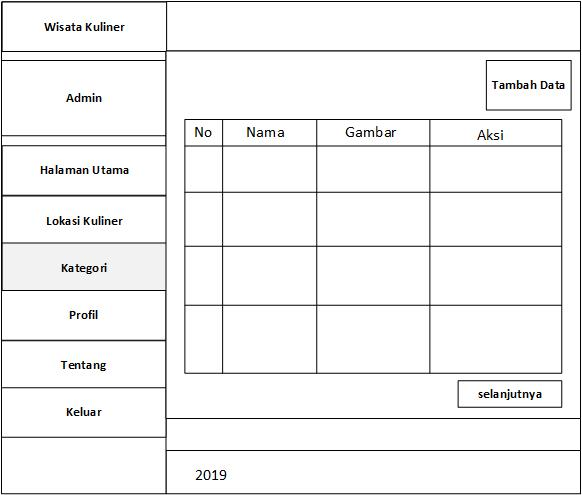 Wisata Kuliner
Admin
Halaman Utama
Lokasi Kuliner
Kategori
Profil
Tentang
Keluar
Tambah Data
No Nama Gambar Aksi
selanjutnya
2019